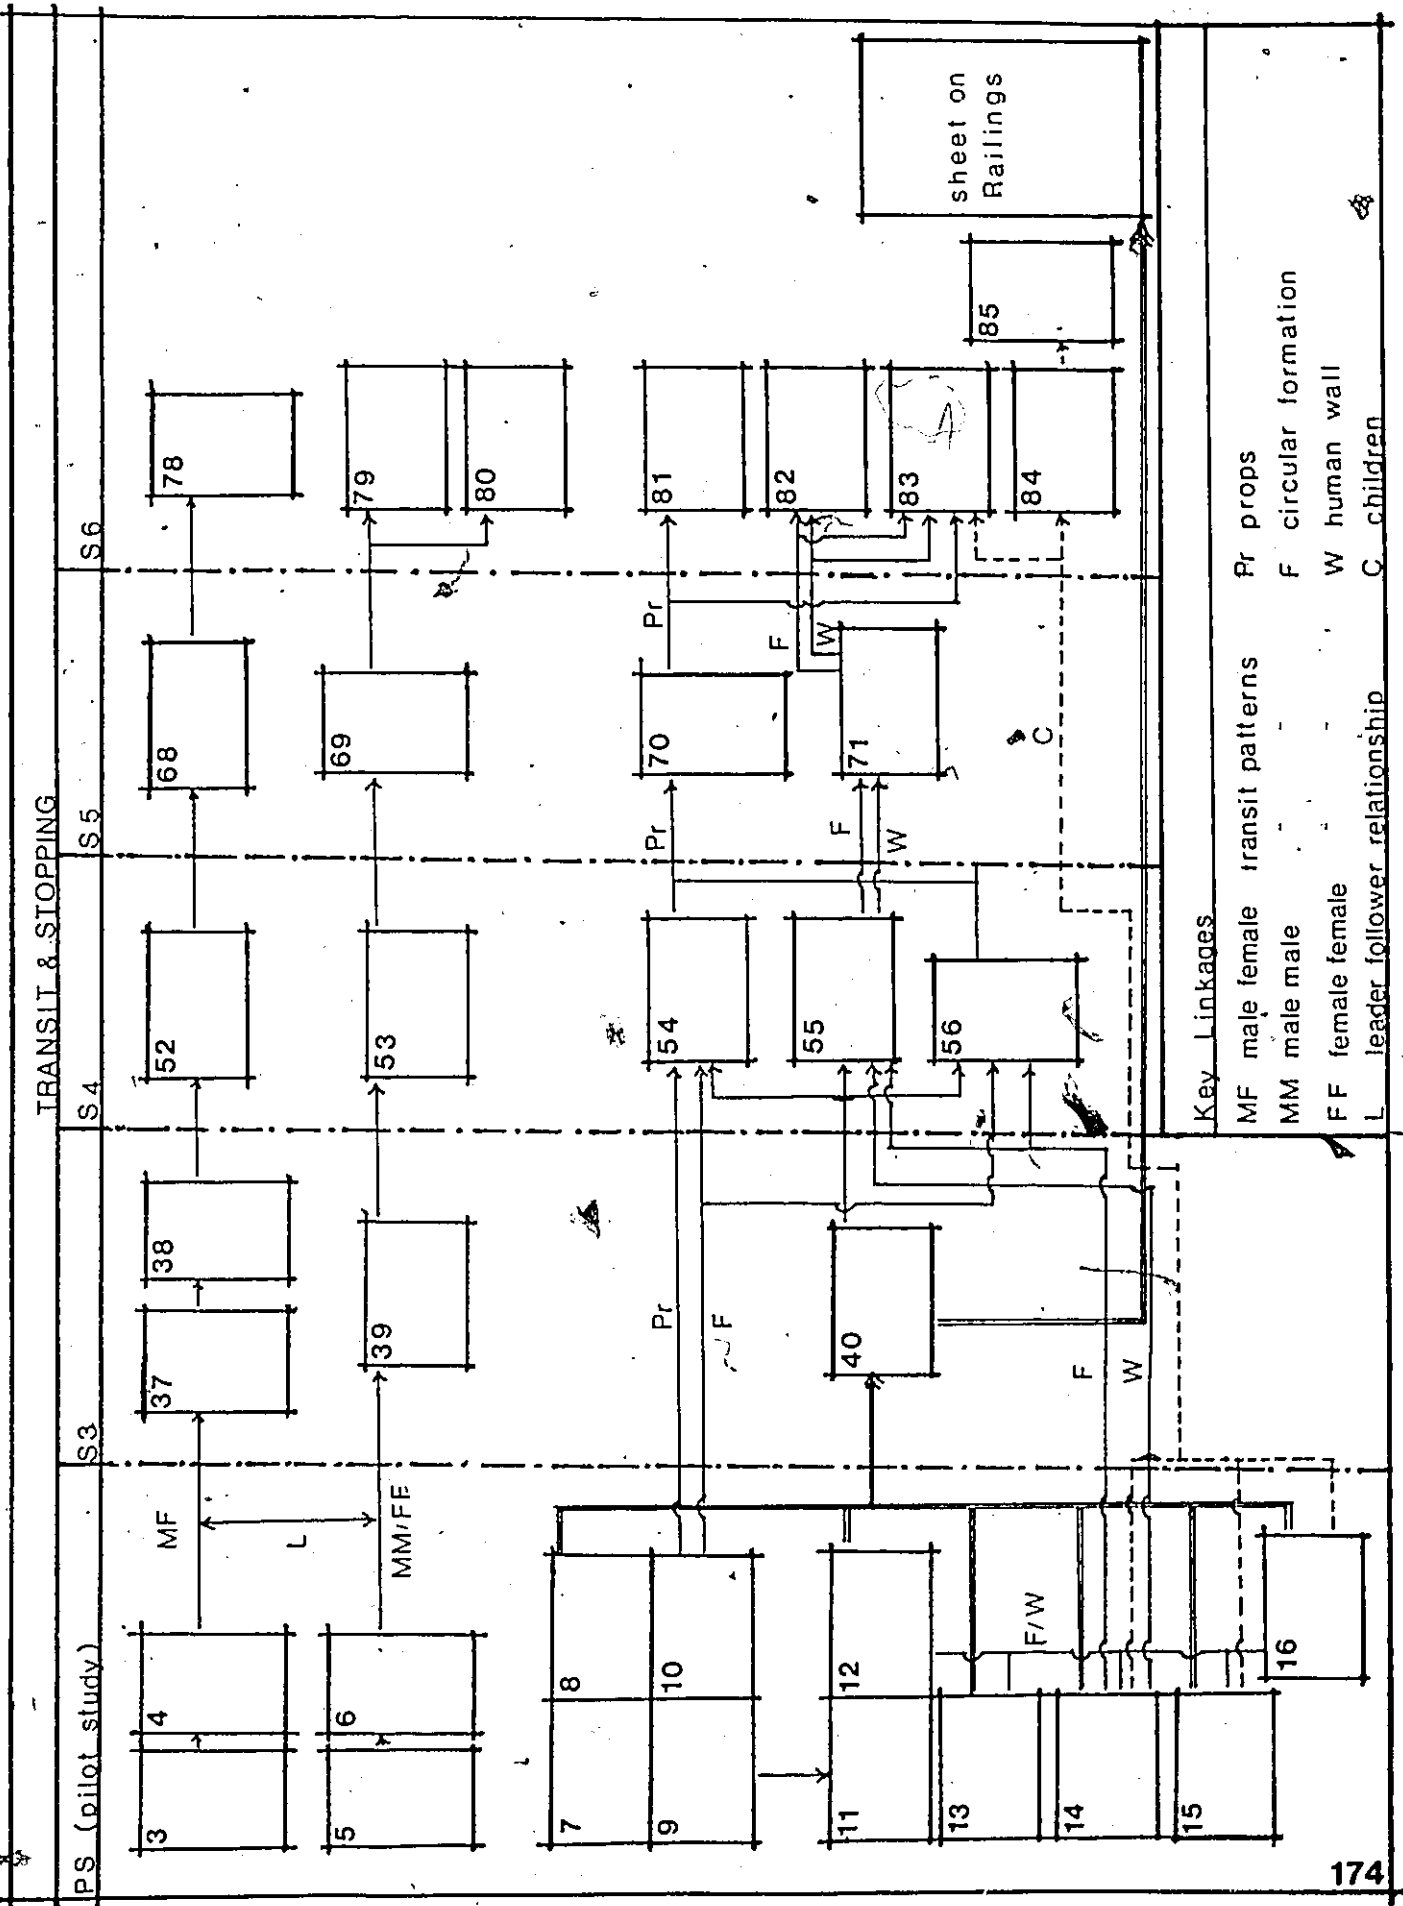 TRANSIT & STOPPING
PS (pilot study)
S3
S4
S5
S6
3
4
MF
37
38
52
68
78
L
5
6
MM/FF
39
53
69
79
80
7
8
9
10
Pr
F
54
Pr
70
Pr
81
11
12
40
55
F
W
71
F
W
82
83
13
F/W
56
14
F
W
C
84
85
15
16
sheet on
Railings
Key Linkages
MF male female transit patterns
MM male male " "
FF female female " "
L leader follower relationship
Pr props
F circular formation
W human wall
C children
174